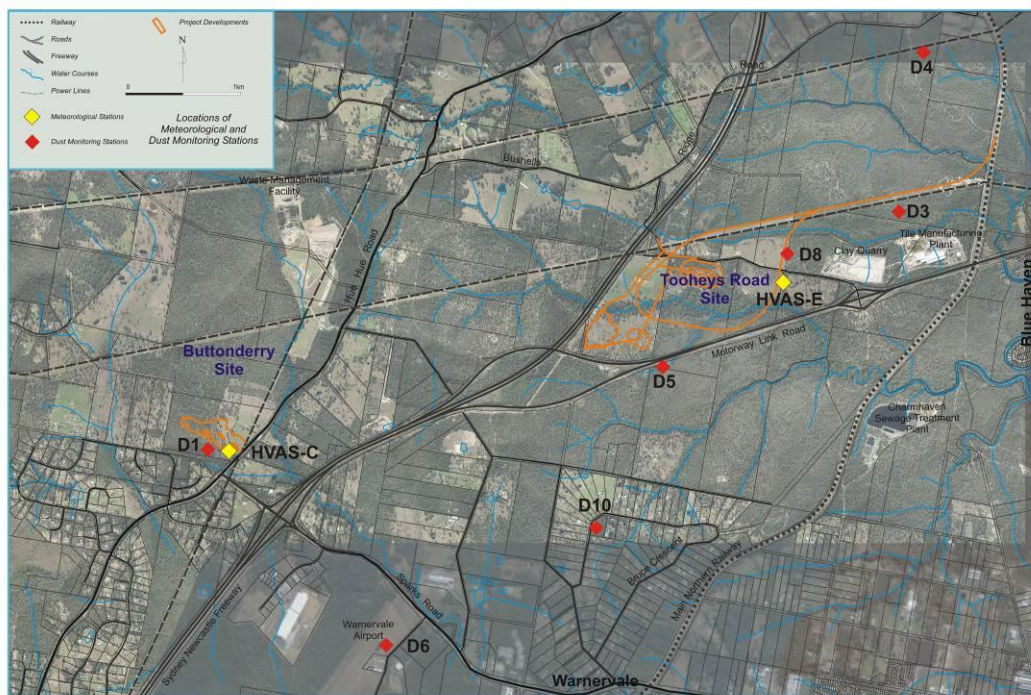 Railway
Project Developments
Roads
N
Freeway
Water Courses
0 1km
Power Lines
Meteorological Stations
Locations of
Meteorological and
Dust Monitoring Stations
Dust Monitoring Stations
D4
Road
Ridge
Bushells
Waste Management
Facility
Hue Hue Road
D3
Tile Manufacturing
Plant
D8
Clay Quarry
Tooheys Road
Site
HVAS-E
Blue Haven
Motorway Link Road
Buttonderry
Site
D5
Charmhaven
Sewage Treatment
Plant
D1
HVAS-C
D10
Bruce Crescent
Main Northern Railway
Sydney Newcastle Freeway
Sparks Road
Warnervale
Airport
D6
Warnervale